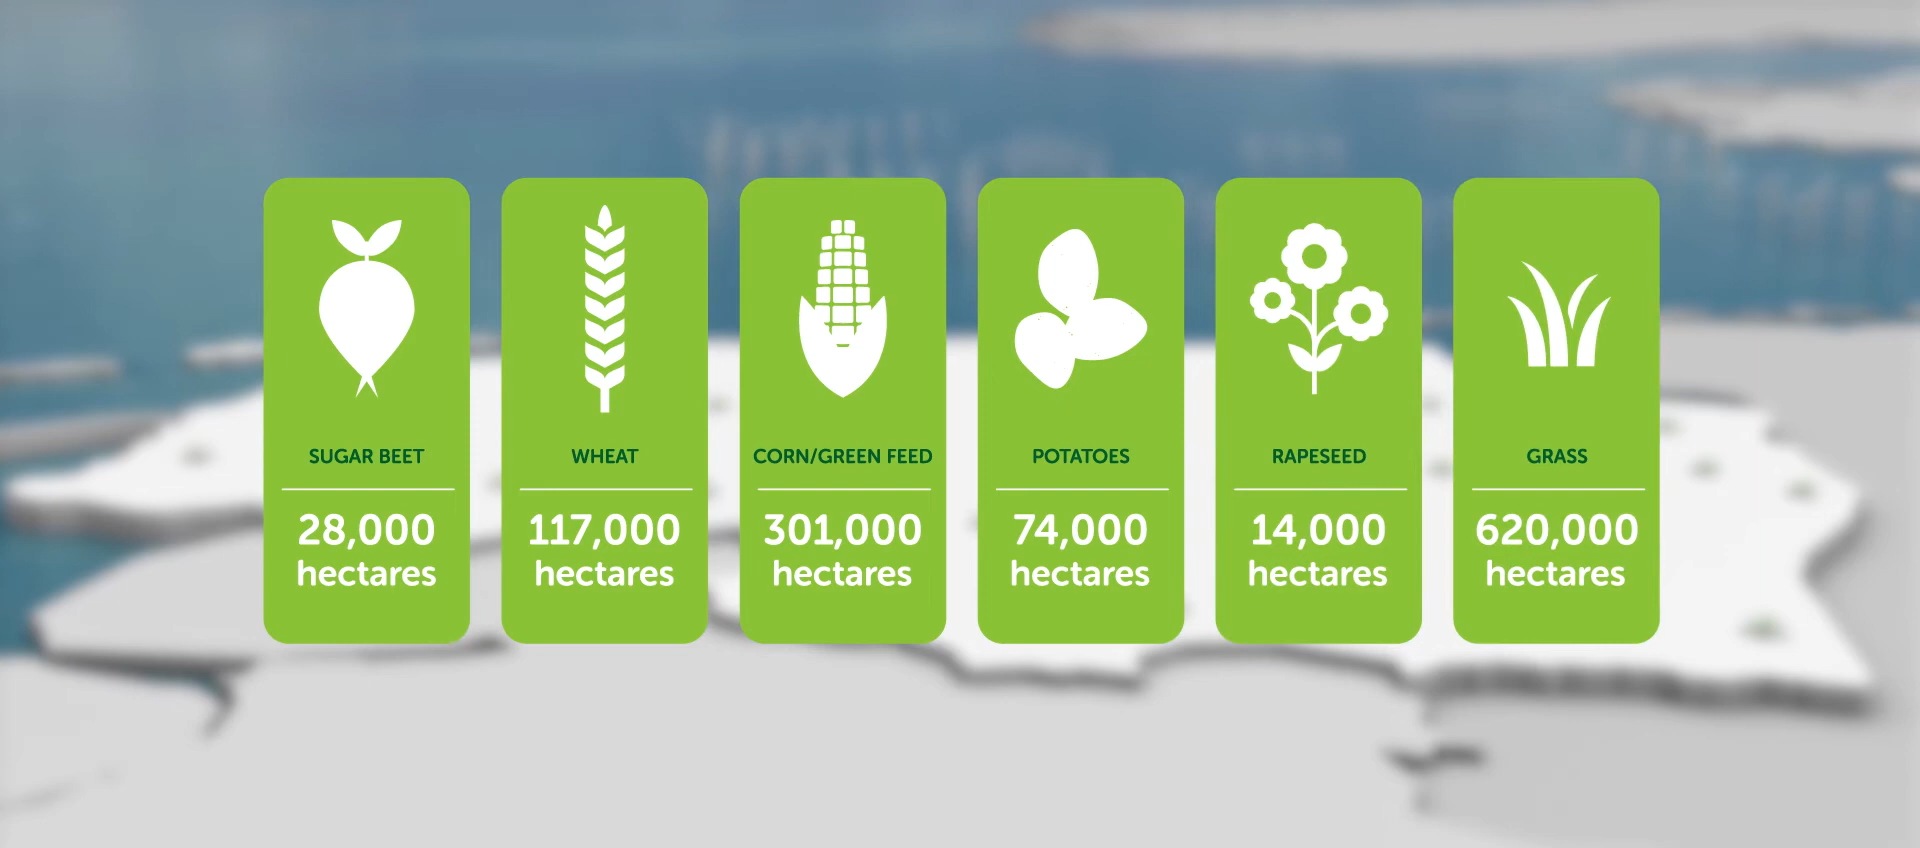 SUGAR BEET
28,000
hectares
WHEAT
117,000
hectares
CORN/GREEN FEED
301,000
hectares
POTATOES
74,000
hectares
RAPESEED
14,000
hectares
GRASS
620,000
hectares